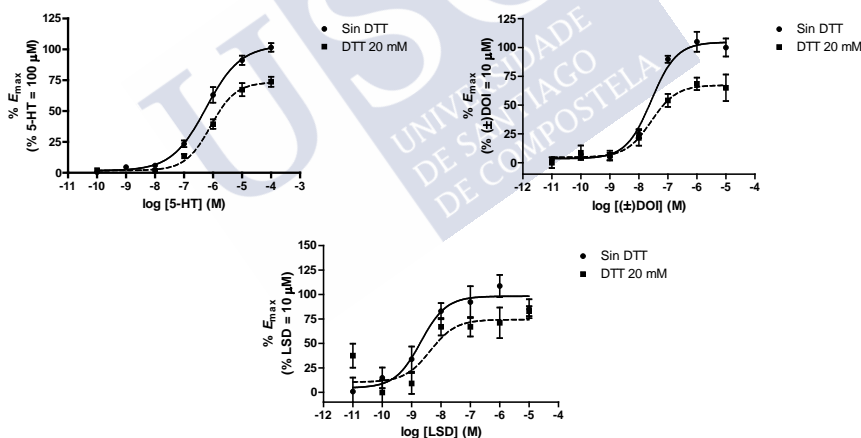 125
100
75
50
25
0
% Emax
(% 5-HT = 100 µM)
-11 -10 -9 -8 -7 -6 -5 -4 -3
log [5-HT] (M)
Sin DTT
DTT 20 mM
125
100
75
50
25
0
% Emax
(% (±)DOI = 10 µM)
-12 -11 -10 -9 -8 -7 -6 -5 -4
log [(±)DOI] (M)
Sin DTT
DTT 20 mM
USC
UNIVERSIDADE
DE SANTIAGO
DE COMPOSTELA
150
125
100
75
50
25
0
% Emax
(% LSD = 10 µM)
-12 -11 -10 -9 -8 -7 -6 -5 -4
log [LSD] (M)
Sin DTT
DTT 20 mM